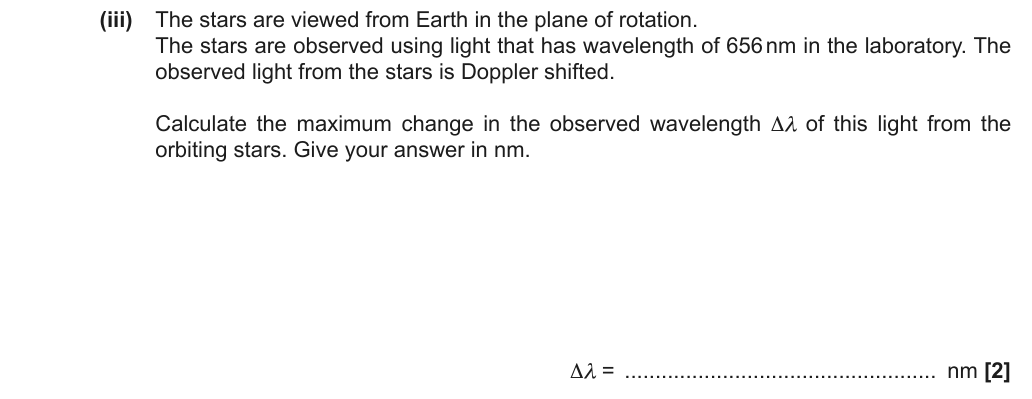 (iii) The stars are viewed from Earth in the plane of rotation.
The stars are observed using light that has wavelength of 656 nm in the laboratory. The
observed light from the stars is Doppler shifted.
Calculate the maximum change in the observed wavelength Δλ of this light from the
orbiting stars. Give your answer in nm.
Δλ = .................................................. nm [2]